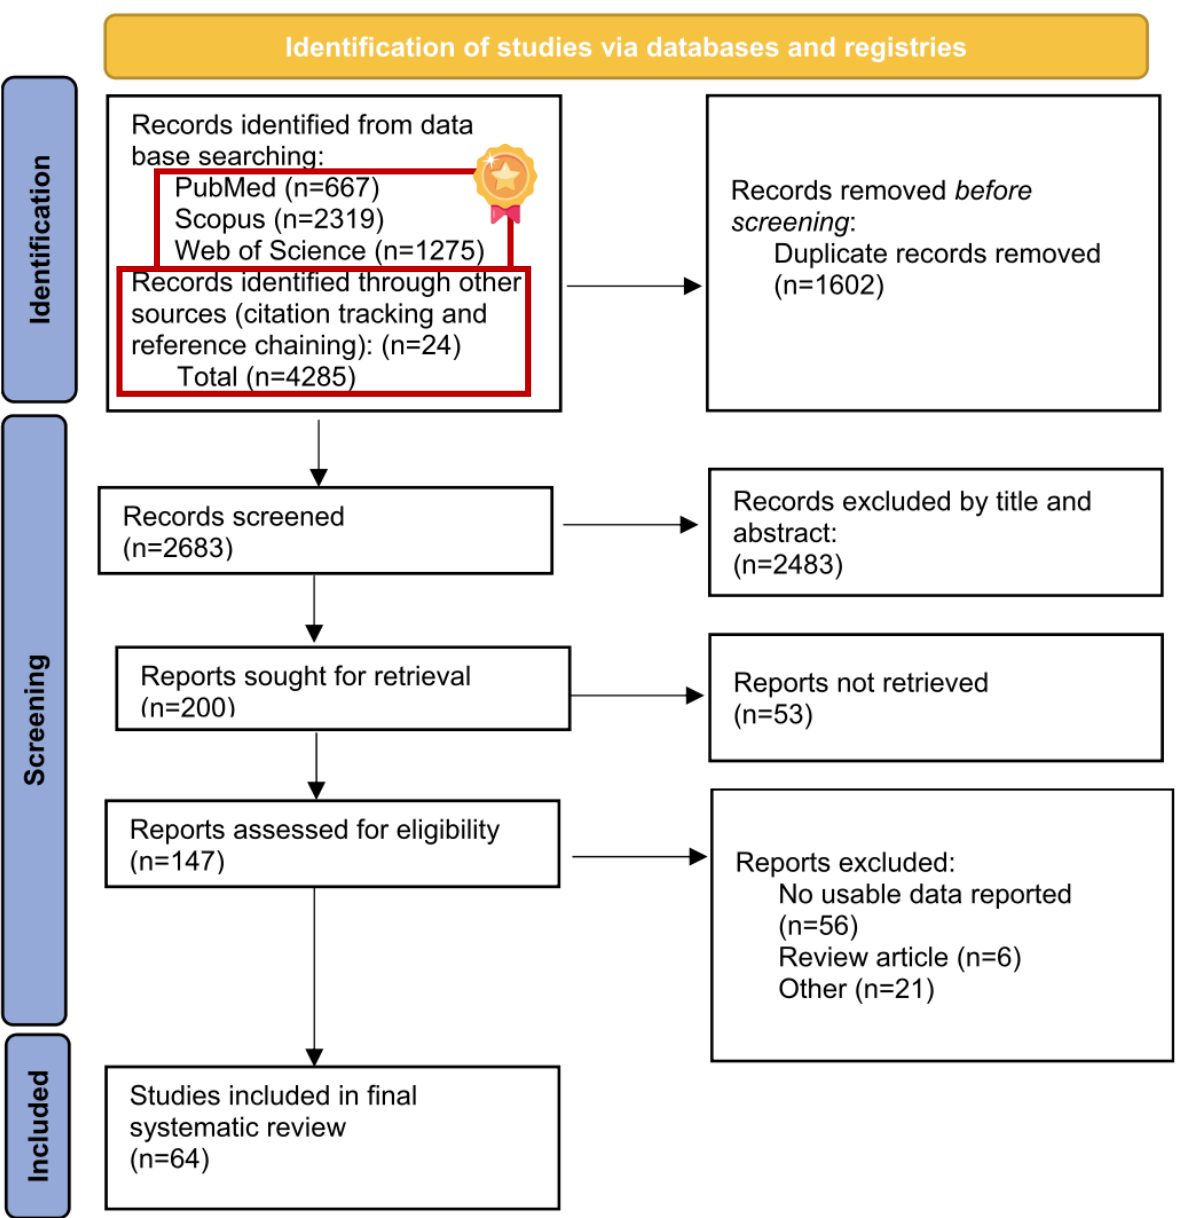 Identification of studies via databases and registries
Identification
Records identified from data
base searching:
PubMed (n=667)
Scopus (n=2319)
Web of Science (n=1275)
Records identified through other
sources (citation tracking and
reference chaining): (n=24)
Total (n=4285)
Records removed before
screening:
Duplicate records removed
(n=1602)
Screening
Records screened
(n=2683)
Records excluded by title and
abstract:
(n=2483)
Reports sought for retrieval
(n=200)
Reports not retrieved
(n=53)
Reports assessed for eligibility
(n=147)
Reports excluded:
No usable data reported
(n=56)
Review article (n=6)
Other (n=21)
Included
Studies included in final
systematic review
(n=64)